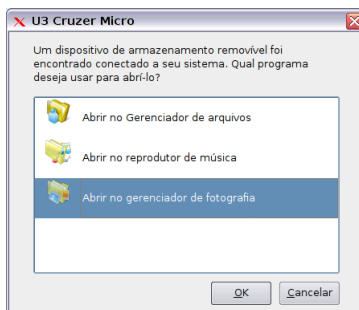 U3 Cruzer Micro
Um dispositivo de armazenamento removível foi
encontrado conectado a seu sistema. Qual programa
deseja usar para abrí-lo?
Abrir no Gerenciador de arquivos
Abrir no reprodutor de música
Abrir no gerenciador de fotografia
OK
Cancelar